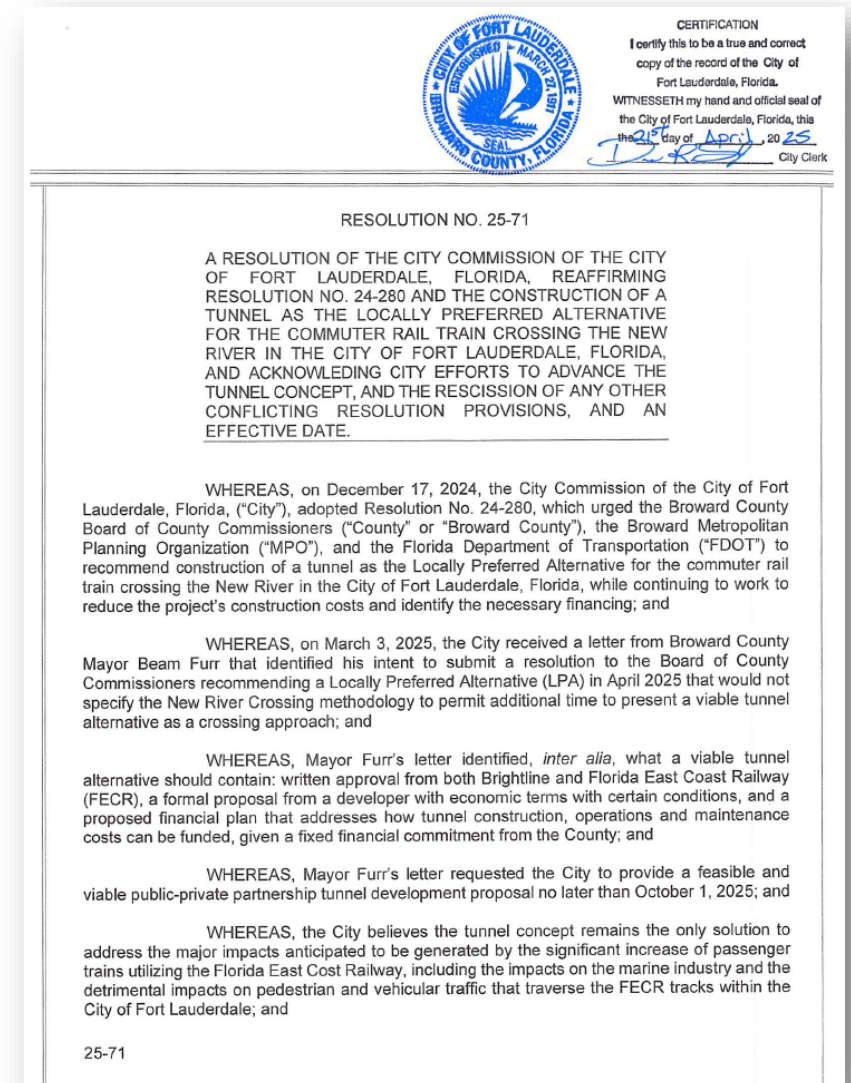 CITY OF FORT LAUDERDALE
ESTABLISHED MARCH 27, 1911
SEAL
BROWARD COUNTY, FLORIDA
CERTIFICATION
I certify this to be a true and correct
copy of the record of the City of
Fort Lauderdale, Florida.
WITNESSETH my hand and official seal of
the City of Fort Lauderdale, Florida, this
the 21st day of April, 2025
City Clerk
RESOLUTION NO. 25-71
A RESOLUTION OF THE CITY COMMISSION OF THE CITY
OF FORT LAUDERDALE, FLORIDA, REAFFIRMING
RESOLUTION NO. 24-280 AND THE CONSTRUCTION OF A
TUNNEL AS THE LOCALLY PREFERRED ALTERNATIVE
FOR THE COMMUTER RAIL TRAIN CROSSING THE NEW
RIVER IN THE CITY OF FORT LAUDERDALE, FLORIDA,
AND ACKNOWLEDING CITY EFFORTS TO ADVANCE THE
TUNNEL CONCEPT, AND THE RESCISSION OF ANY OTHER
CONFLICTING RESOLUTION PROVISIONS, AND AN
EFFECTIVE DATE.
WHEREAS, on December 17, 2024, the City Commission of the City of Fort
Lauderdale, Florida, ("City"), adopted Resolution No. 24-280, which urged the Broward County
Board of County Commissioners ("County" or "Broward County"), the Broward Metropolitan
Planning Organization ("MPO"), and the Florida Department of Transportation ("FDOT") to
recommend construction of a tunnel as the Locally Preferred Alternative for the commuter rail
train crossing the New River in the City of Fort Lauderdale, Florida, while continuing to work to
reduce the project's construction costs and identify the necessary financing; and
WHEREAS, on March 3, 2025, the City received a letter from Broward County
Mayor Beam Furr that identified his intent to submit a resolution to the Board of County
Commissioners recommending a Locally Preferred Alternative (LPA) in April 2025 that would not
specify the New River Crossing methodology to permit additional time to present a viable tunnel
alternative as a crossing approach; and
WHEREAS, Mayor Furr's letter identified, inter alia, what a viable tunnel
alternative should contain: written approval from both Brightline and Florida East Coast Railway
(FECR), a formal proposal from a developer with economic terms with certain conditions, and a
proposed financial plan that addresses how tunnel construction, operations and maintenance
costs can be funded, given a fixed financial commitment from the County; and
WHEREAS, Mayor Furr's letter requested the City to provide a feasible and
viable public-private partnership tunnel development proposal no later than October 1, 2025; and
WHEREAS, the City believes the tunnel concept remains the only solution to
address the major impacts anticipated to be generated by the significant increase of passenger
trains utilizing the Florida East Cost Railway, including the impacts on the marine industry and the
detrimental impacts on pedestrian and vehicular traffic that traverse the FECR tracks within the
City of Fort Lauderdale; and
25-71